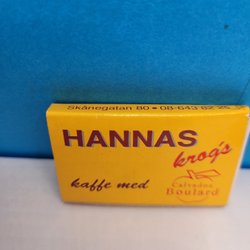 Skånegatan 80 • 08-643 82 25
HANNAS
krog's
kaffe med
Calvados
Boulard